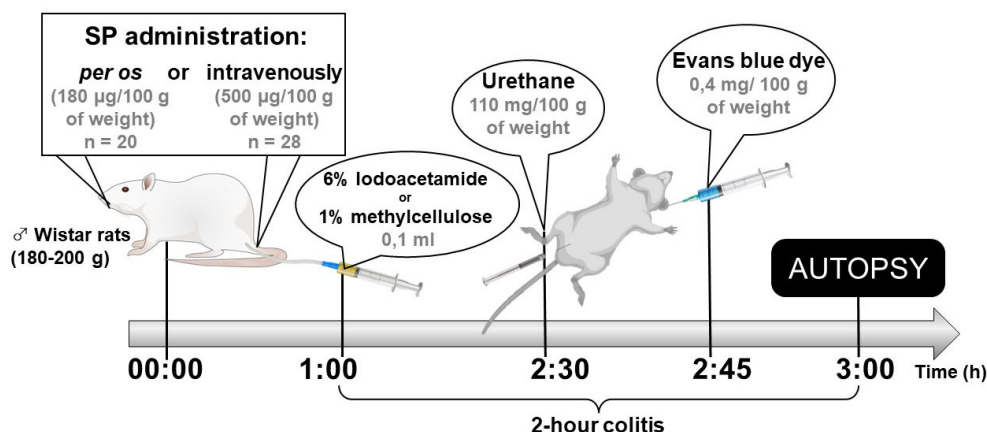 SP administration:
per os or intravenously
(180 µg/100 g of weight) n = 20
(500 µg/100 g of weight) n = 28
♂ Wistar rats
(180-200 g)
6% Iodoacetamide
or
1% methylcellulose
0,1 ml
Urethane
110 mg/100 g
of weight
Evans blue dye
0,4 mg/ 100 g
of weight
AUTOPSY
00:00 1:00 2:30 2:45 3:00 Time (h)
2-hour colitis